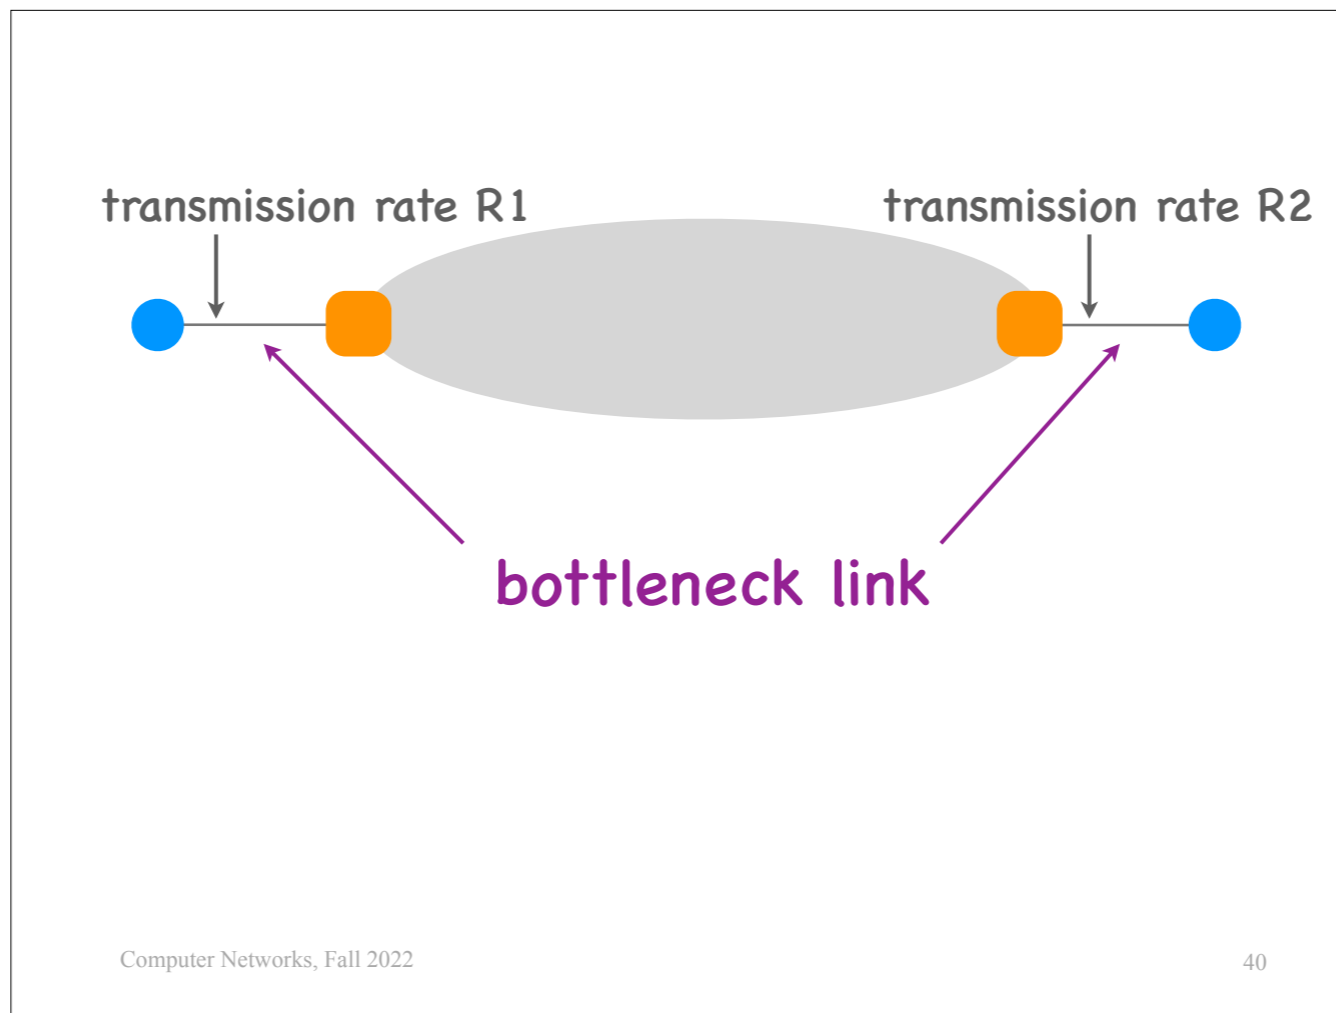 transmission rate R1
transmission rate R2
bottleneck link
Computer Networks, Fall 2022
40